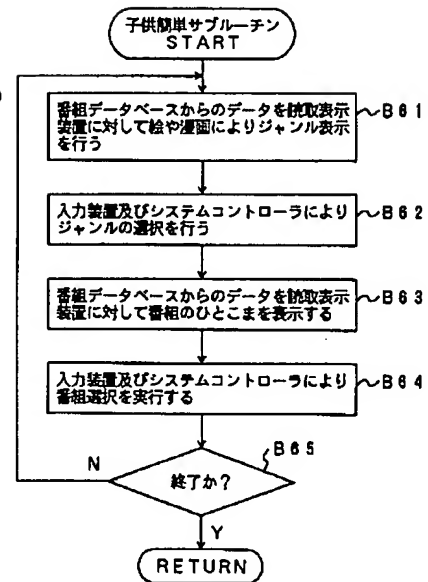 子供簡単サブルーチン
START
番組データベースからのデータを読取表示
装置に対して絵や漫画によりジャンル表示
を行う
B61
入力装置及びシステムコントローラにより
ジャンルの選択を行う
B62
番組データベースからのデータを読取表示
装置に対して番組のひとこまを表示する
B63
入力装置及びシステムコントローラにより
番組選択を実行する
B64
B65
終了か?
N
Y
RETURN